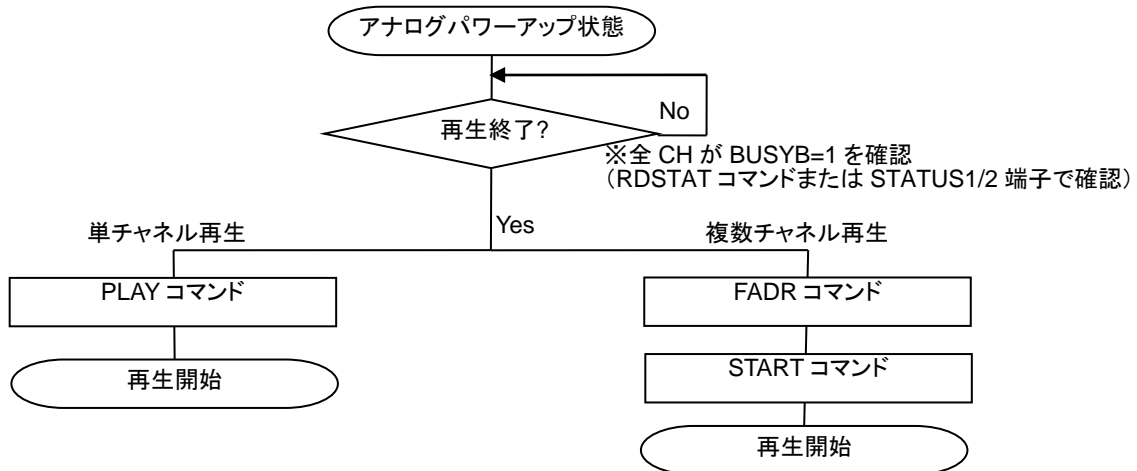 アナログパワーアップ状態
再生終了?
No
※全 CH が BUSYB=1 を確認
(RDSTAT コマンドまたは STATUS1/2 端子で確認)
Yes
単チャネル再生
複数チャネル再生
PLAY コマンド
FADR コマンド
再生開始
START コマンド
再生開始